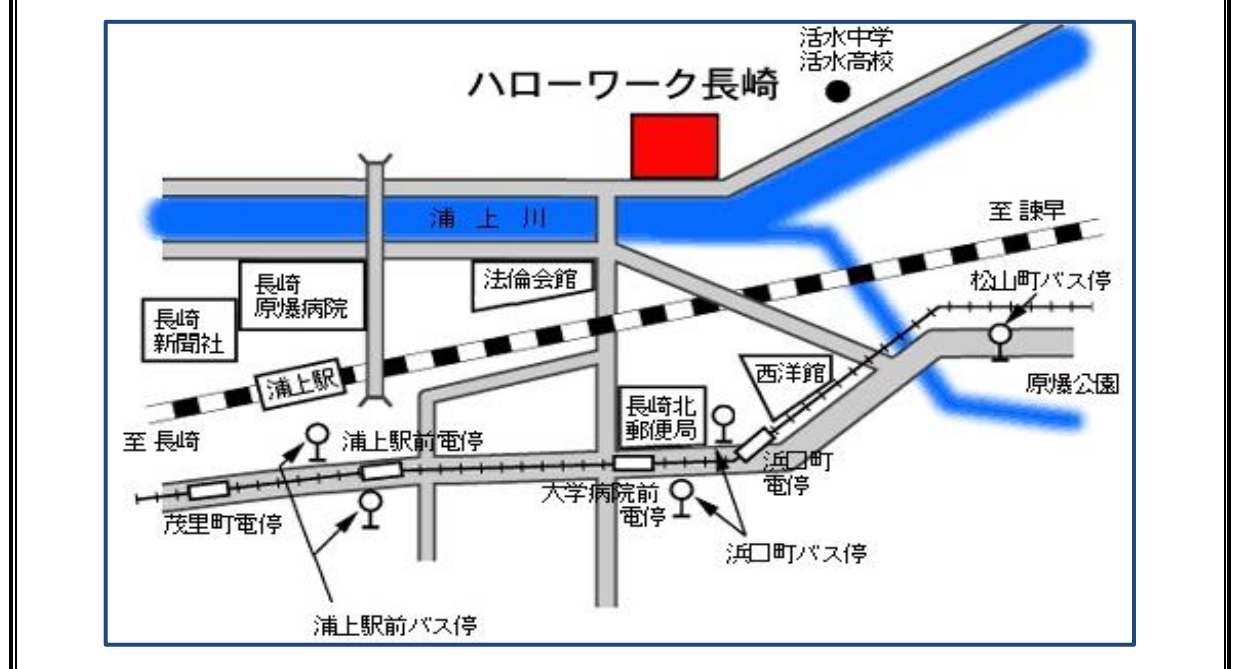 活水中学
活水高校
ハローワーク長崎
浦上川
至 諫早
松山町バス停
長崎
原爆病院
法倫会館
長崎
新聞社
浦上駅
西洋館
原爆公園
長崎北
郵便局
至 長崎
浦上駅前電停
浜口町
電停
大学病院前
電停
茂里町電停
浜口町バス停
浦上駅前バス停